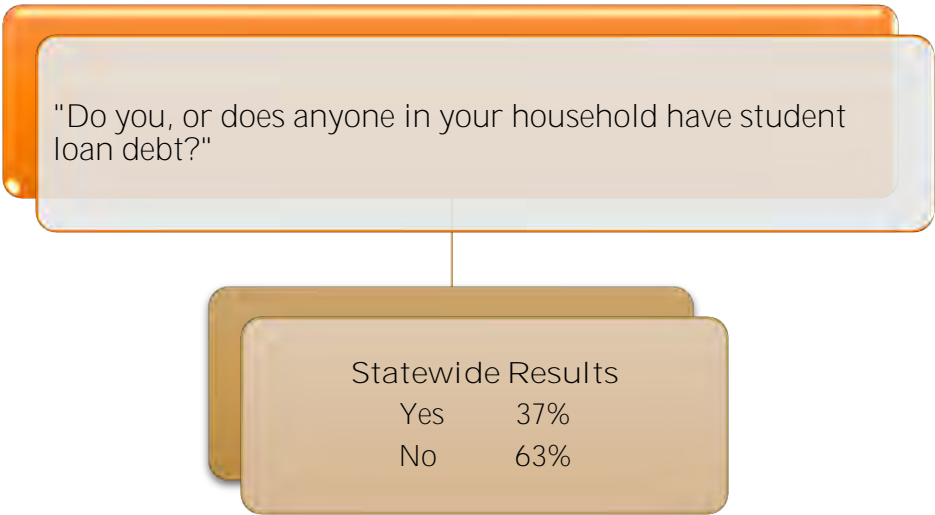 "Do you, or does anyone in your household have student
loan debt?"
Statewide Results
Yes 37%
No 63%